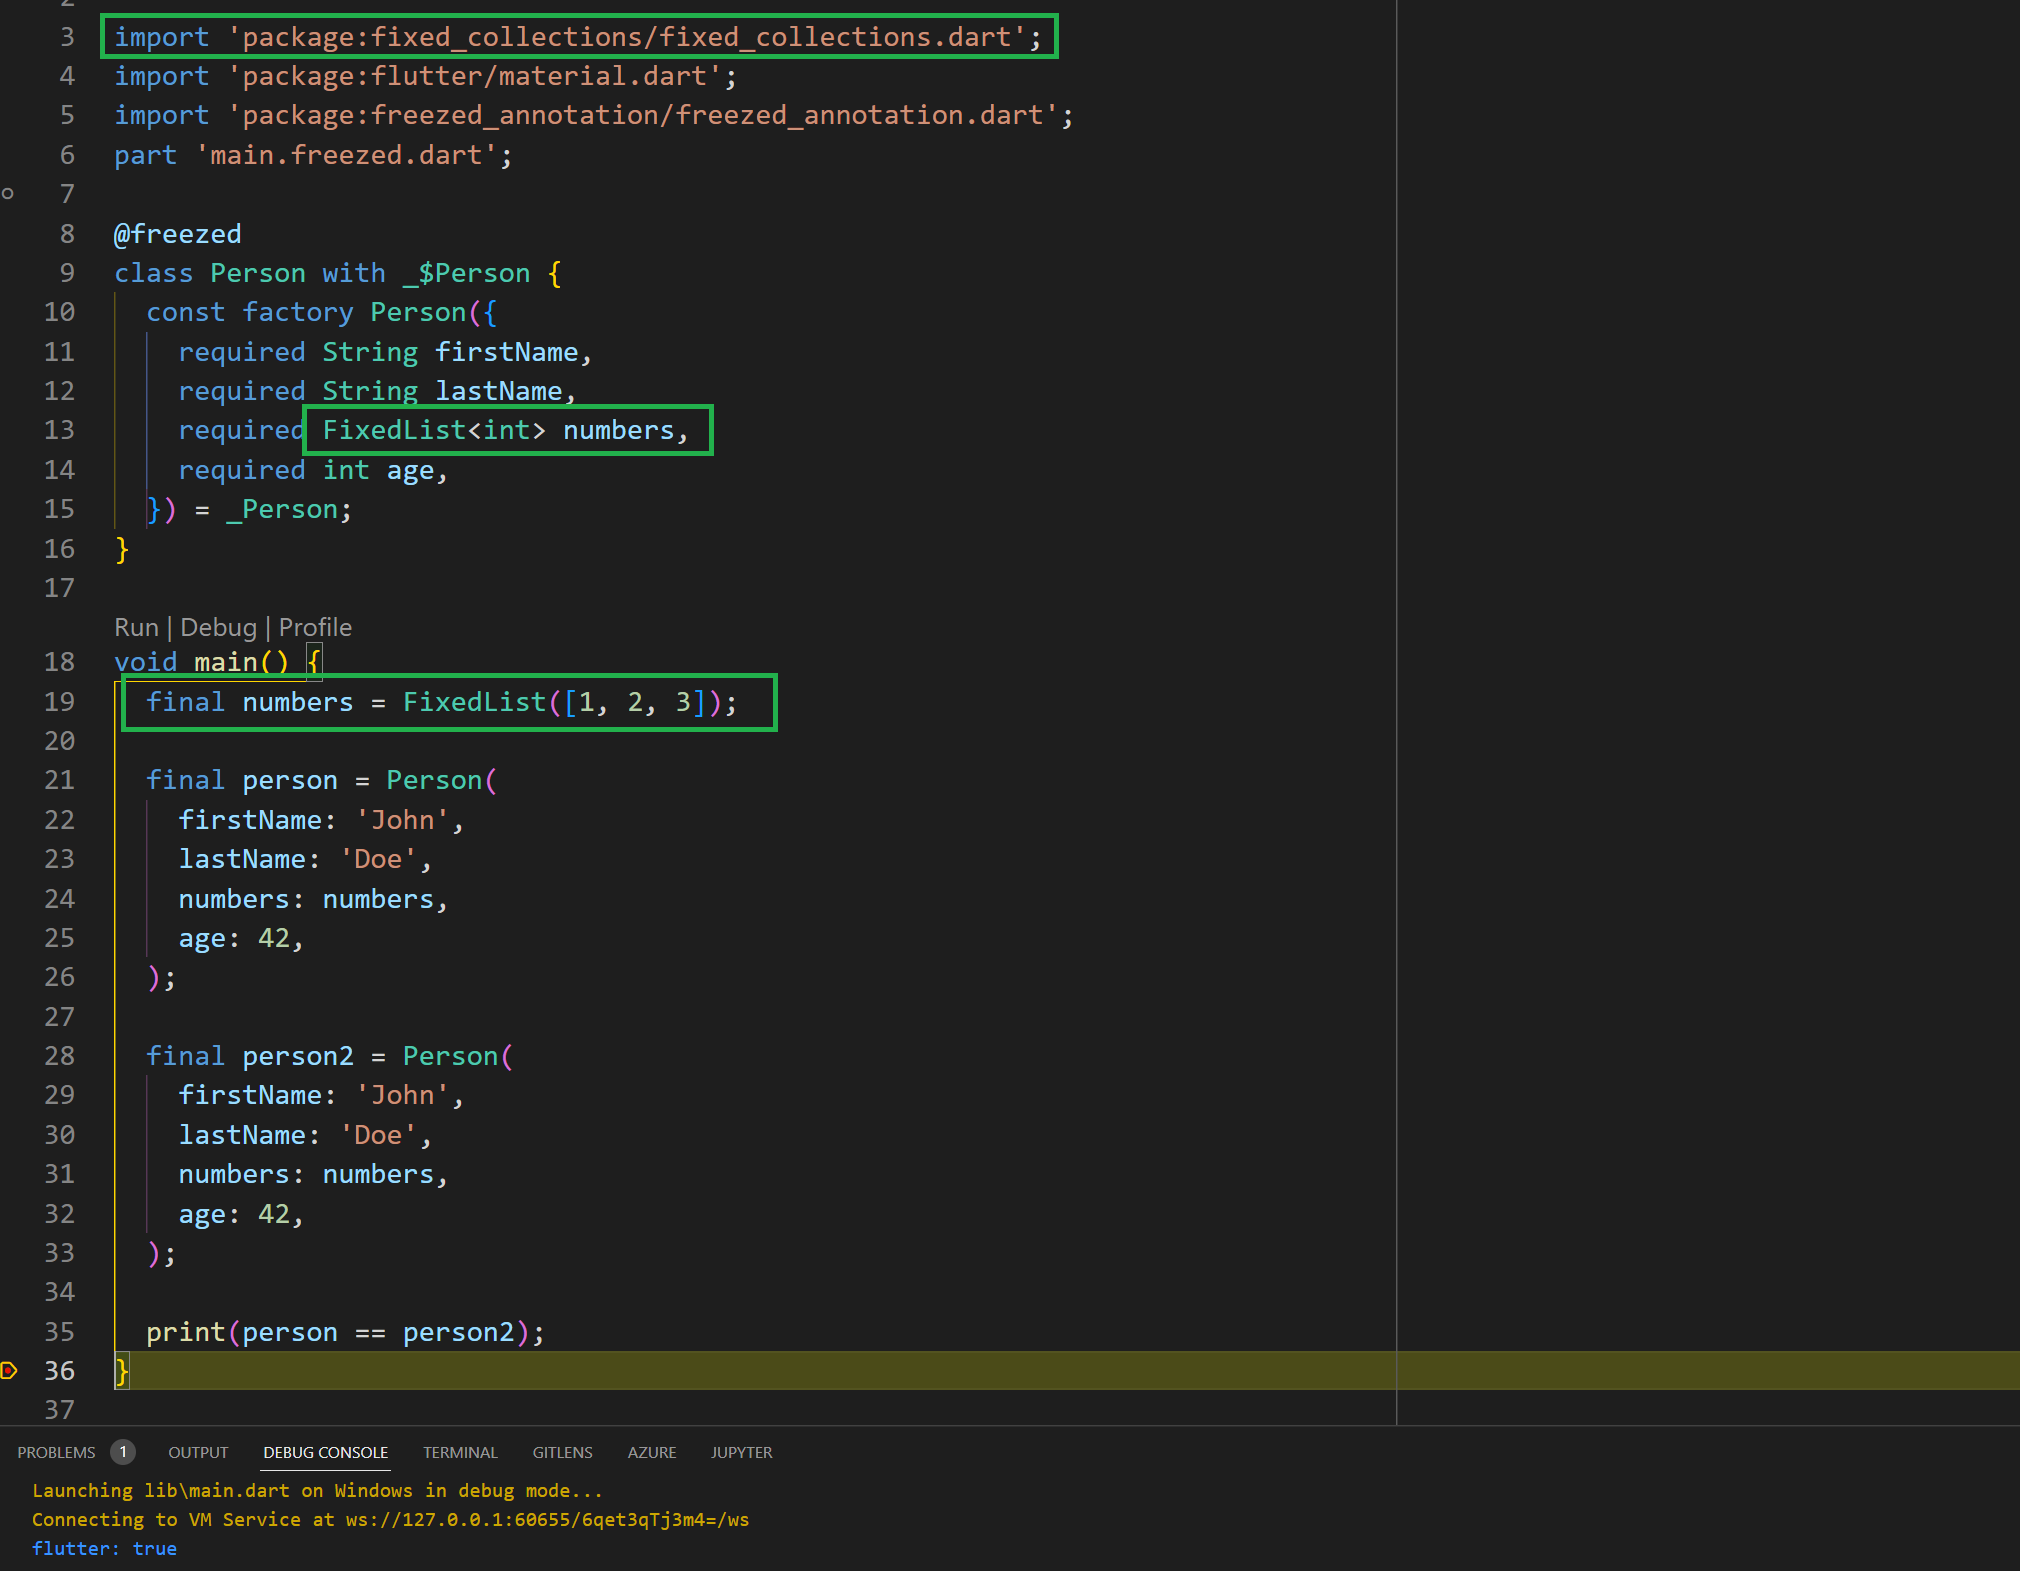 2
3 import 'package:fixed_collections/fixed_collections.dart';
4 import 'package:flutter/material.dart';
5 import 'package:freezed_annotation/freezed_annotation.dart';
6 part 'main.freezed.dart';
7
8 @freezed
9 class Person with _$Person {
10 const factory Person({
11 required String firstName,
12 required String lastName,
13 required FixedList<int> numbers,
14 required int age,
15 }) = _Person;
16 }
17
Run | Debug | Profile
18 void main() {
19 final numbers = FixedList([1, 2, 3]);
20
21 final person = Person(
22 firstName: 'John',
23 lastName: 'Doe',
24 numbers: numbers,
25 age: 42,
26 );
27
28 final person2 = Person(
29 firstName: 'John',
30 lastName: 'Doe',
31 numbers: numbers,
32 age: 42,
33 );
34
35 print(person == person2);
36 }
37
PROBLEMS 1 OUTPUT DEBUG CONSOLE TERMINAL GITLENS AZURE JUPYTER
Launching lib\main.dart on Windows in debug mode...
Connecting to VM Service at ws://127.0.0.1:60655/6qet3qTj3m4=/ws
flutter: true